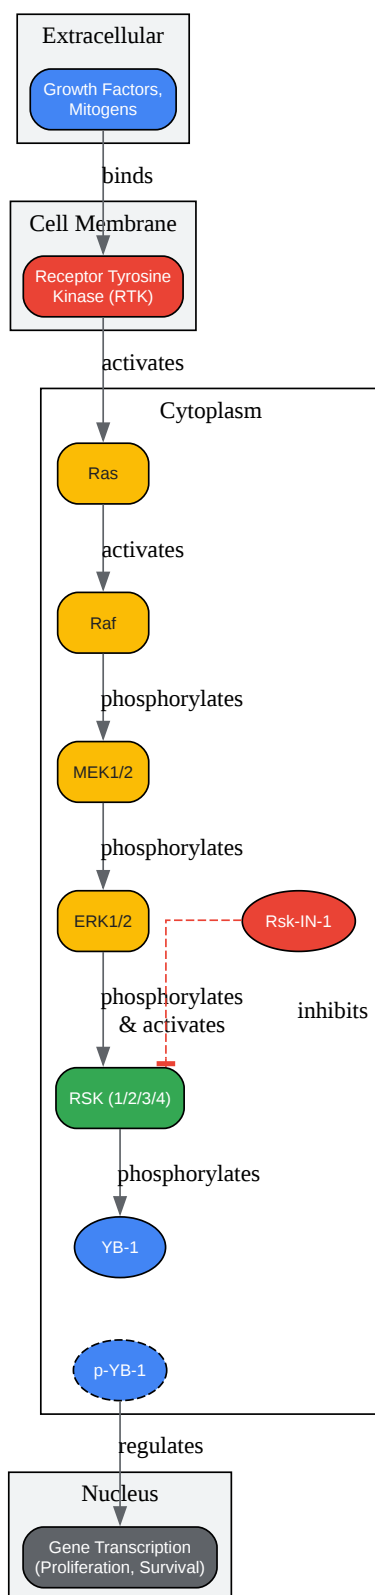 Extracellular
Growth Factors,
Mitogens
binds
Cell Membrane
Receptor Tyrosine
Kinase (RTK)
activates
Cytoplasm
Ras
activates
Raf
phosphorylates
MEK1/2
phosphorylates
ERK1/2
Rsk-IN-1
phosphorylates
& activates
inhibits
RSK (1/2/3/4)
phosphorylates
YB-1
p-YB-1
regulates
Nucleus
Gene Transcription
(Proliferation, Survival)